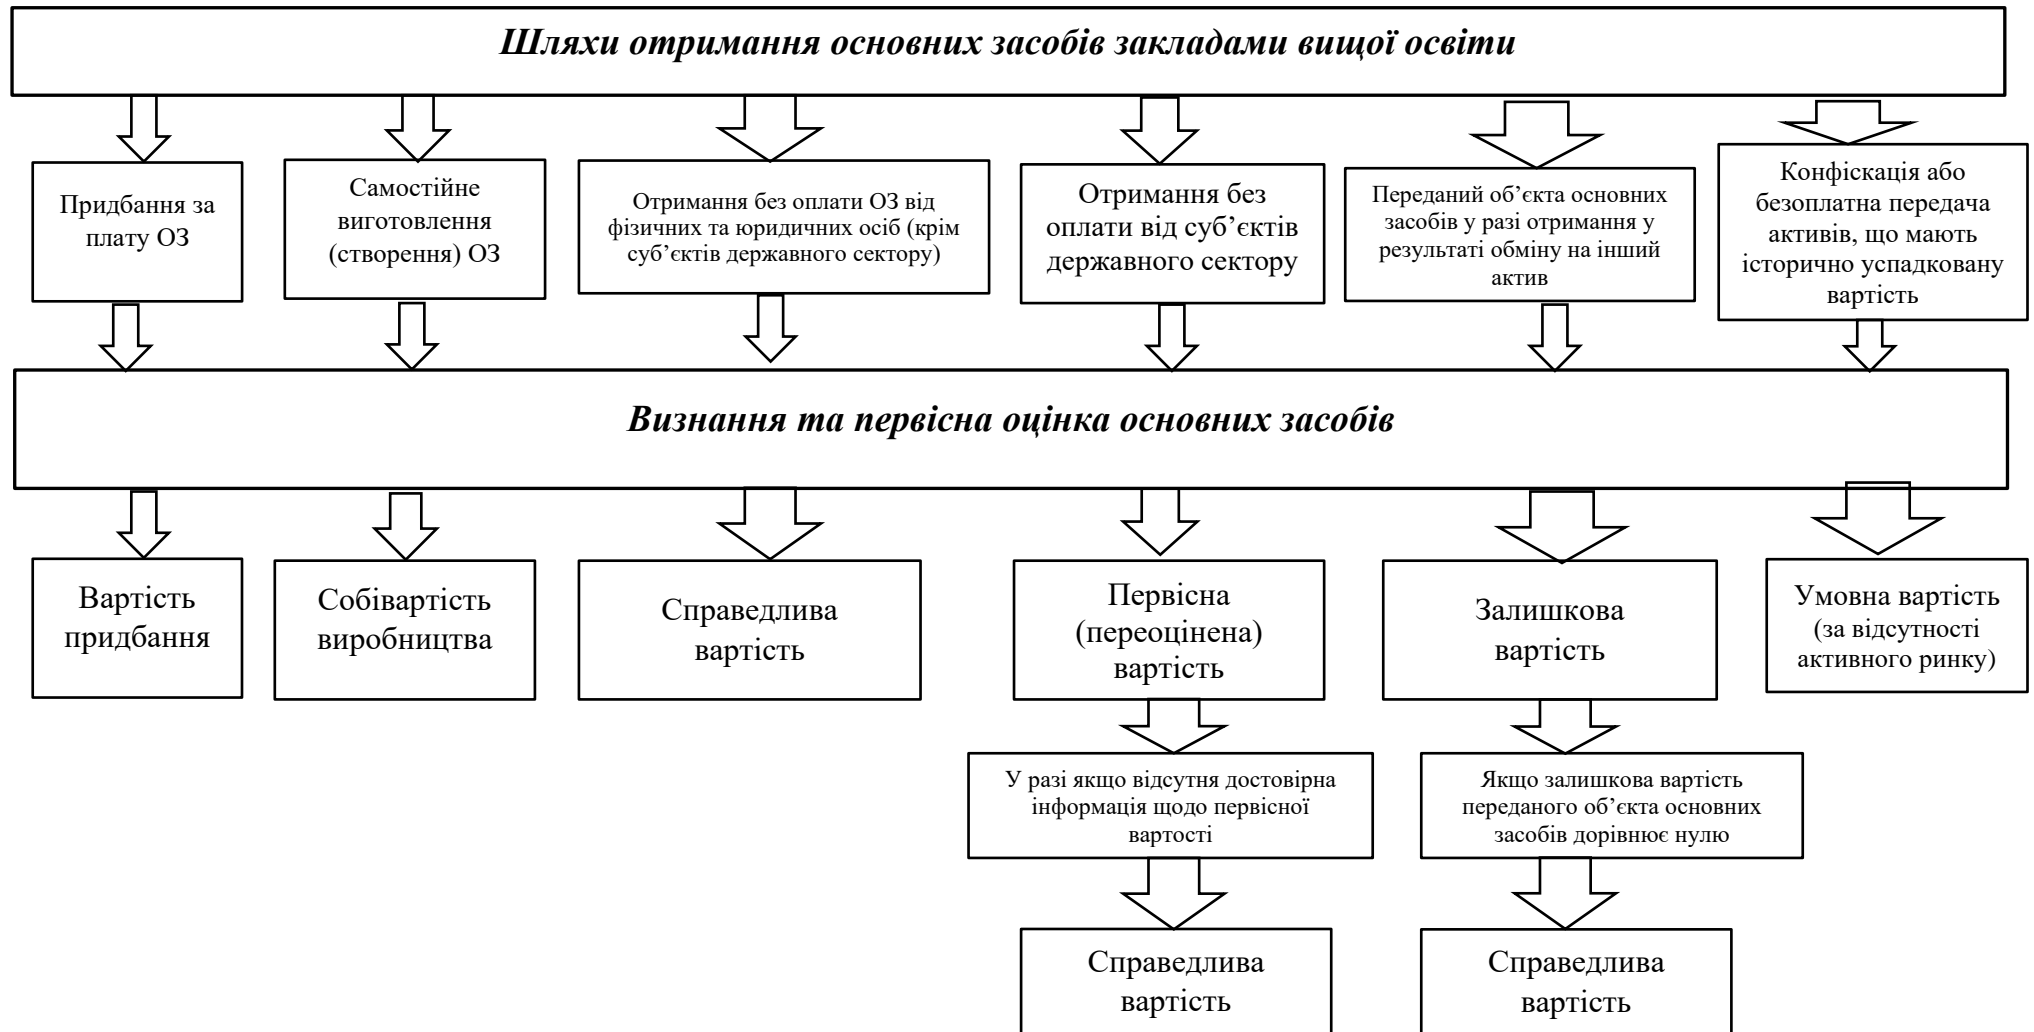 Шляхи отримання основних засобів закладами вищої освіти
Придбання за
плату ОЗ
Самостійне
виготовлення
(створення) ОЗ
Отримання без оплати ОЗ від
фізичних та юридичних осіб (крім
суб’єктів державного сектору)
Отримання без
оплати від суб’єктів
державного сектору
Переданий об’єкта основних
засобів у разі отримання у
результаті обміну на інший
актив
Конфіскація або
безоплатна передача
активів, що мають
історично успадковану
вартість
Визнання та первісна оцінка основних засобів
Вартість
придбання
Собівартість
виробництва
Справедлива
вартість
Первісна
(переоцінена)
вартість
Залишкова
вартість
Умовна вартість
(за відсутності
активного ринку)
У разі якщо відсутня достовірна
інформація щодо первісної
вартості
Якщо залишкова вартість
переданого об’єкта основних
засобів дорівнює нулю
Справедлива
вартість
Справедлива
вартість